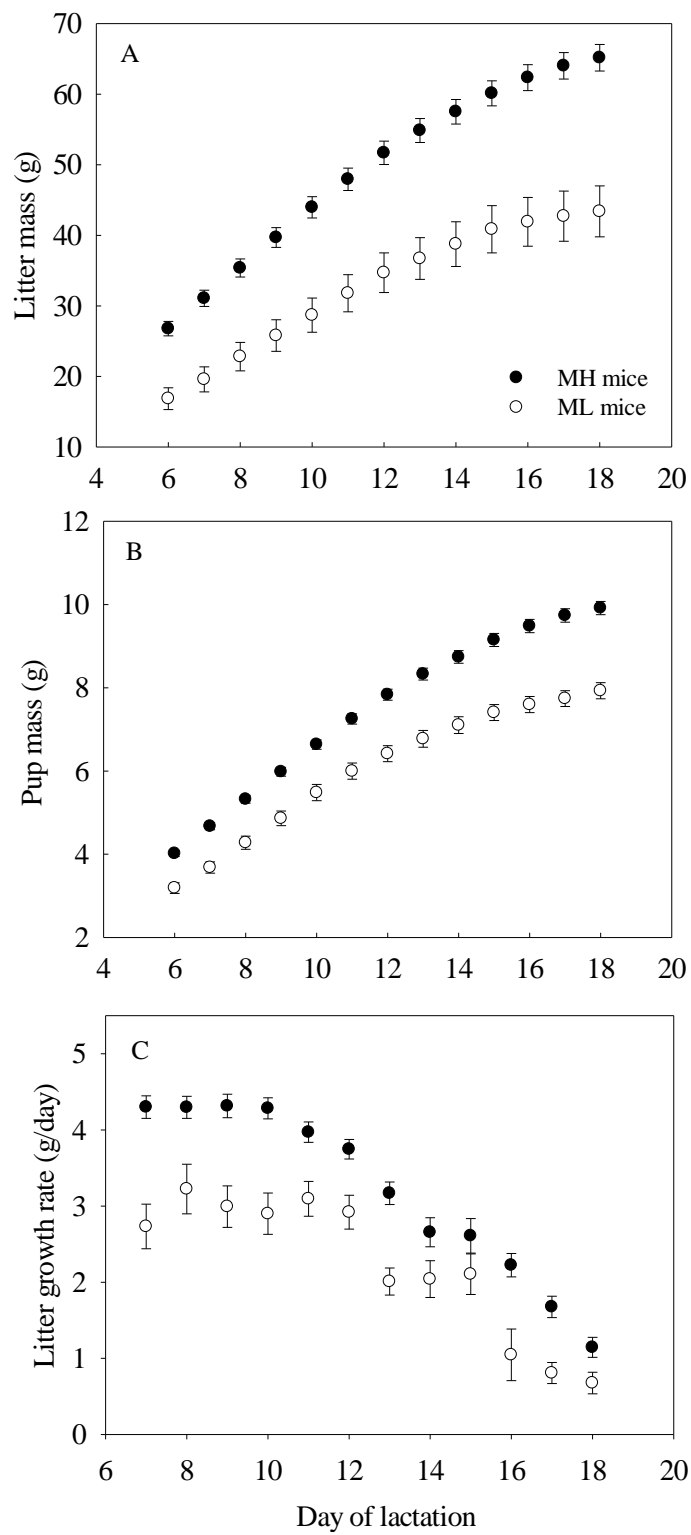 70
A
60
50
40
30
20
10
Litter mass (g)
MH mice
ML mice
4 6 8 10 12 14 16 18 20
12
B
10
8
6
4
2
Pup mass (g)
4 6 8 10 12 14 16 18 20
C
5
4
3
2
1
0
Litter growth rate (g/day)
6 8 10 12 14 16 18 20
Day of lactation